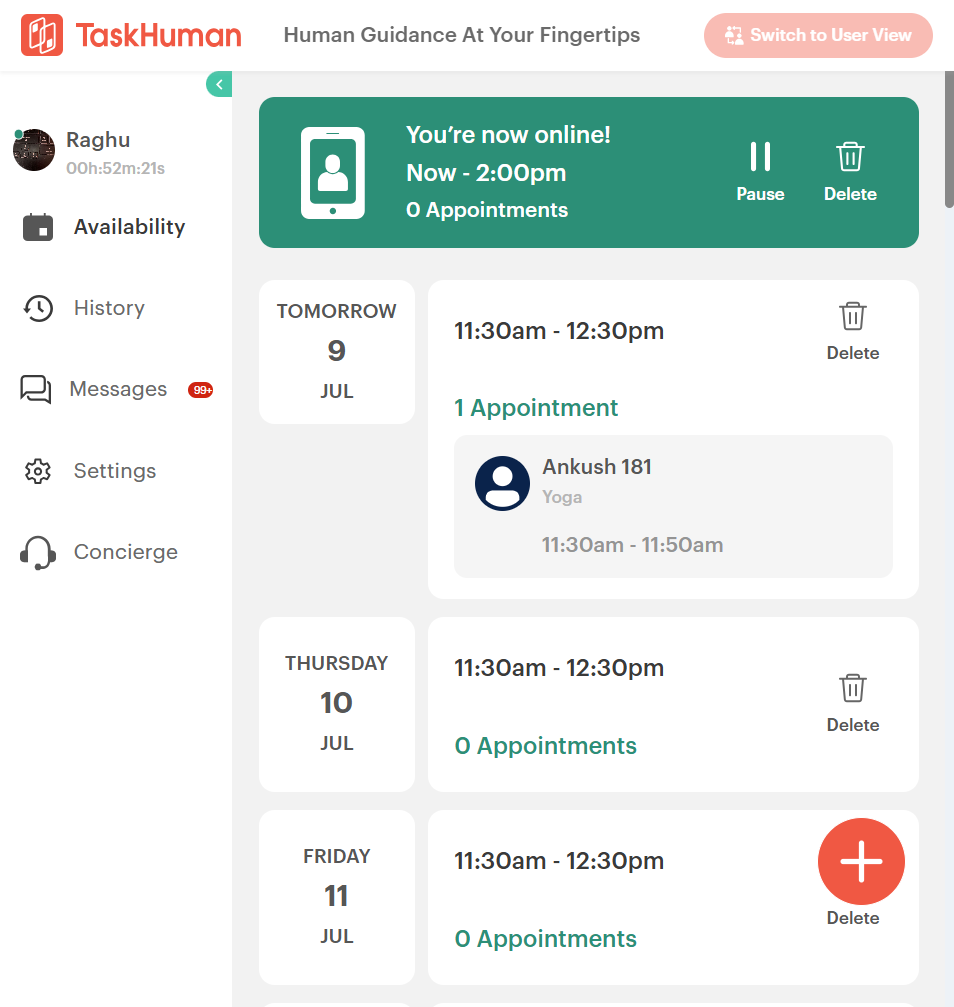 TaskHuman
Human Guidance At Your Fingertips
Switch to User View
Raghu
00h:52m:21s
Availability
History
Messages
99+
Settings
Concierge
You’re now online!
Now - 2:00pm
0 Appointments
Pause
Delete
TOMORROW
9
JUL
11:30am - 12:30pm
Delete
1 Appointment
Ankush 181
Yoga
11:30am - 11:50am
THURSDAY
10
JUL
11:30am - 12:30pm
0 Appointments
Delete
FRIDAY
11
JUL
11:30am - 12:30pm
0 Appointments
Delete